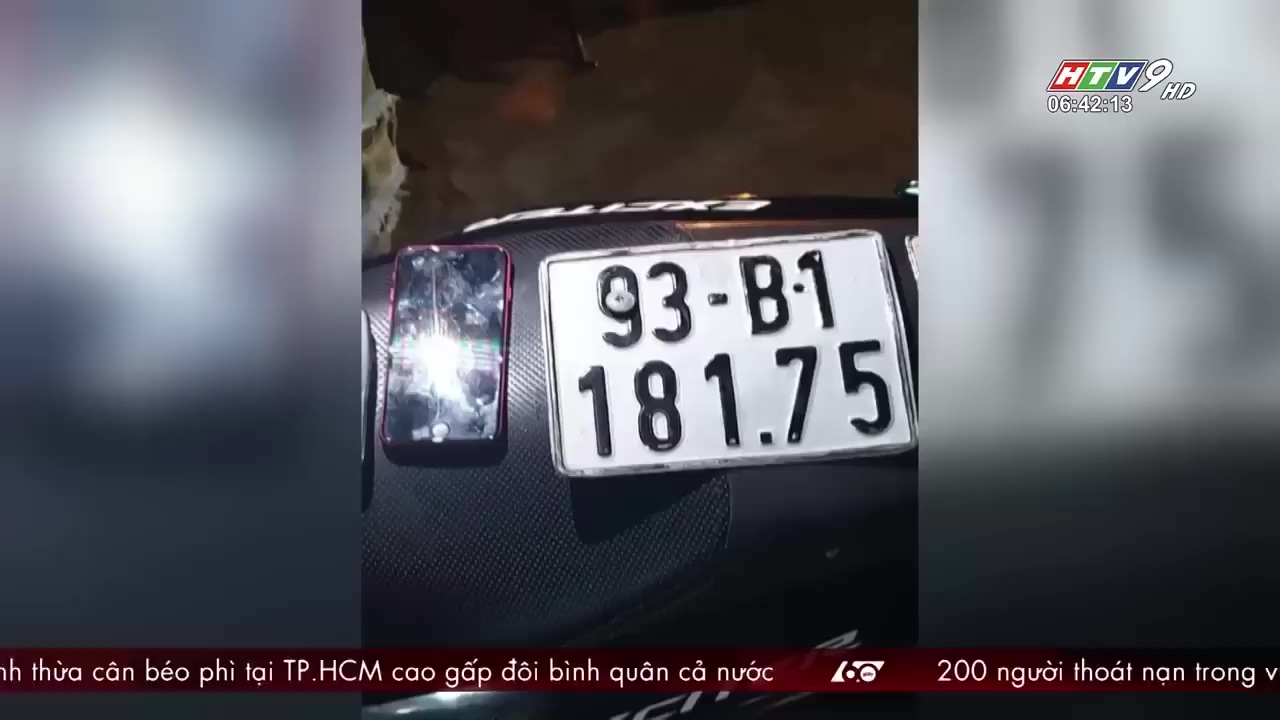 HTV9 HD
06:42:13
EXCITER
93-B1
181.75
nh thừa cân béo phì tại TP.HCM cao gấp đôi bình quân cả nước
200 người thoát nạn trong v